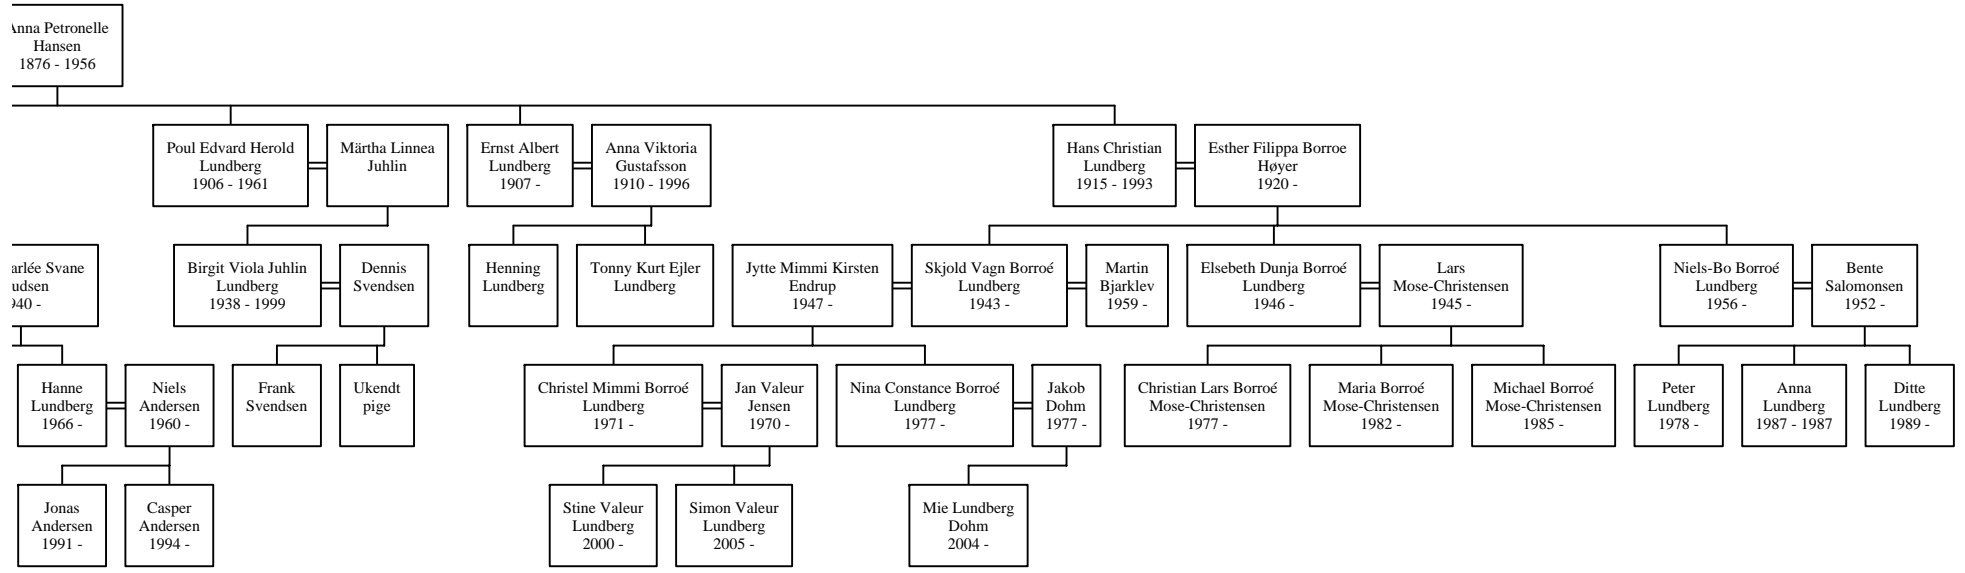 Petronelle
Hansen
1876 - 1956
Poul Edvard Herold
Lundberg
1906 - 1961
Märtha Linnea
Juhlin
Ernst Albert
Lundberg
1907 -
Anna Viktoria
Gustafsson
1910 - 1996
Hans Christian
Lundberg
1915 - 1993
Esther Filippa Borroe
Høyer
1920 -
Svane
Birgit Viola Juhlin
Lundberg
1938 - 1999
Dennis
Svendsen
Henning
Lundberg
Tonny Kurt Ejler
Lundberg
Jytte Mimmi Kirsten
Endrup
1947 -
Skjold Vagn Borroé
Lundberg
1943 -
Martin
Bjarklev
1959 -
Elsebeth Dunja Borroé
Lundberg
1946 -
Lars
Mose-Christensen
1945 -
Niels-Bo Borroé
Lundberg
1956 -
Bente
Salomonsen
1952 -
Hanne
Lundberg
1966 -
Niels
Andersen
1960 -
Frank
Svendsen
Ukendt
pige
Christel Mimmi Borroé
Lundberg
1971 -
Jan Valeur
Jensen
1970 -
Nina Constance Borroé
Lundberg
1977 -
Jakob
Dohm
1977 -
Christian Lars Borroé
Mose-Christensen
1977 -
Maria Borroé
Mose-Christensen
1982 -
Michael Borroé
Mose-Christensen
1985 -
Peter
Lundberg
1978 -
Anna
Lundberg
1987 - 1987
Ditte
Lundberg
1989 -
Jonas
Andersen
1991 -
Casper
Andersen
1994 -
Stine Valeur
Lundberg
2000 -
Simon Valeur
Lundberg
2005 -
Mie Lundberg
Dohm
2004 -